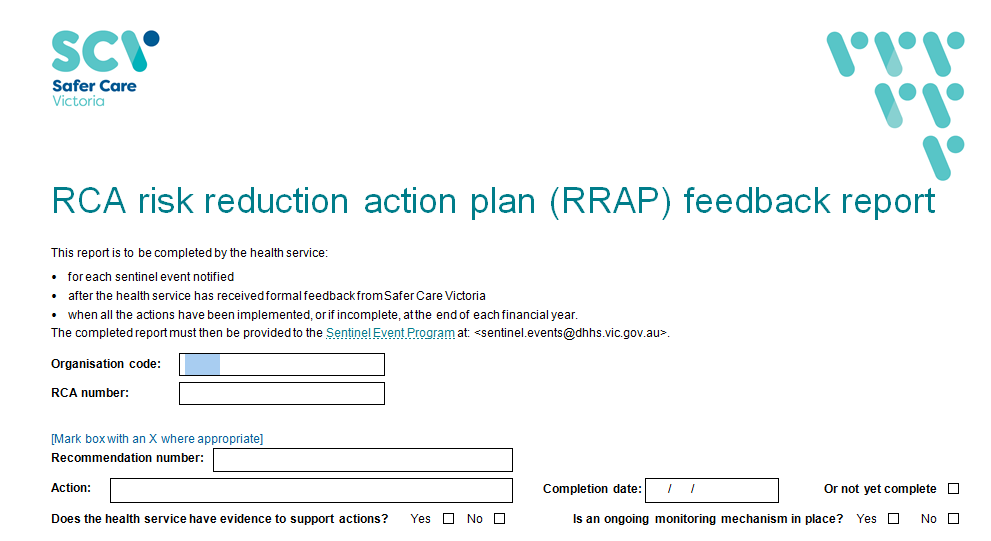 SCV
Safer Care
Victoria
RCA risk reduction action plan (RRAP) feedback report
This report is to be completed by the health service:
• for each sentinel event notified
• after the health service has received formal feedback from Safer Care Victoria
• when all the actions have been implemented, or if incomplete, at the end of each financial year.
The completed report must then be provided to the Sentinel Event Program at: <sentinel.events@dhhs.vic.gov.au>.
Organisation code:
RCA number:
[Mark box with an X where appropriate]
Recommendation number:
Action: Completion date: / / Or not yet complete ☐
Does the health service have evidence to support actions? Yes ☐ No ☐ Is an ongoing monitoring mechanism in place? Yes ☐ No ☐